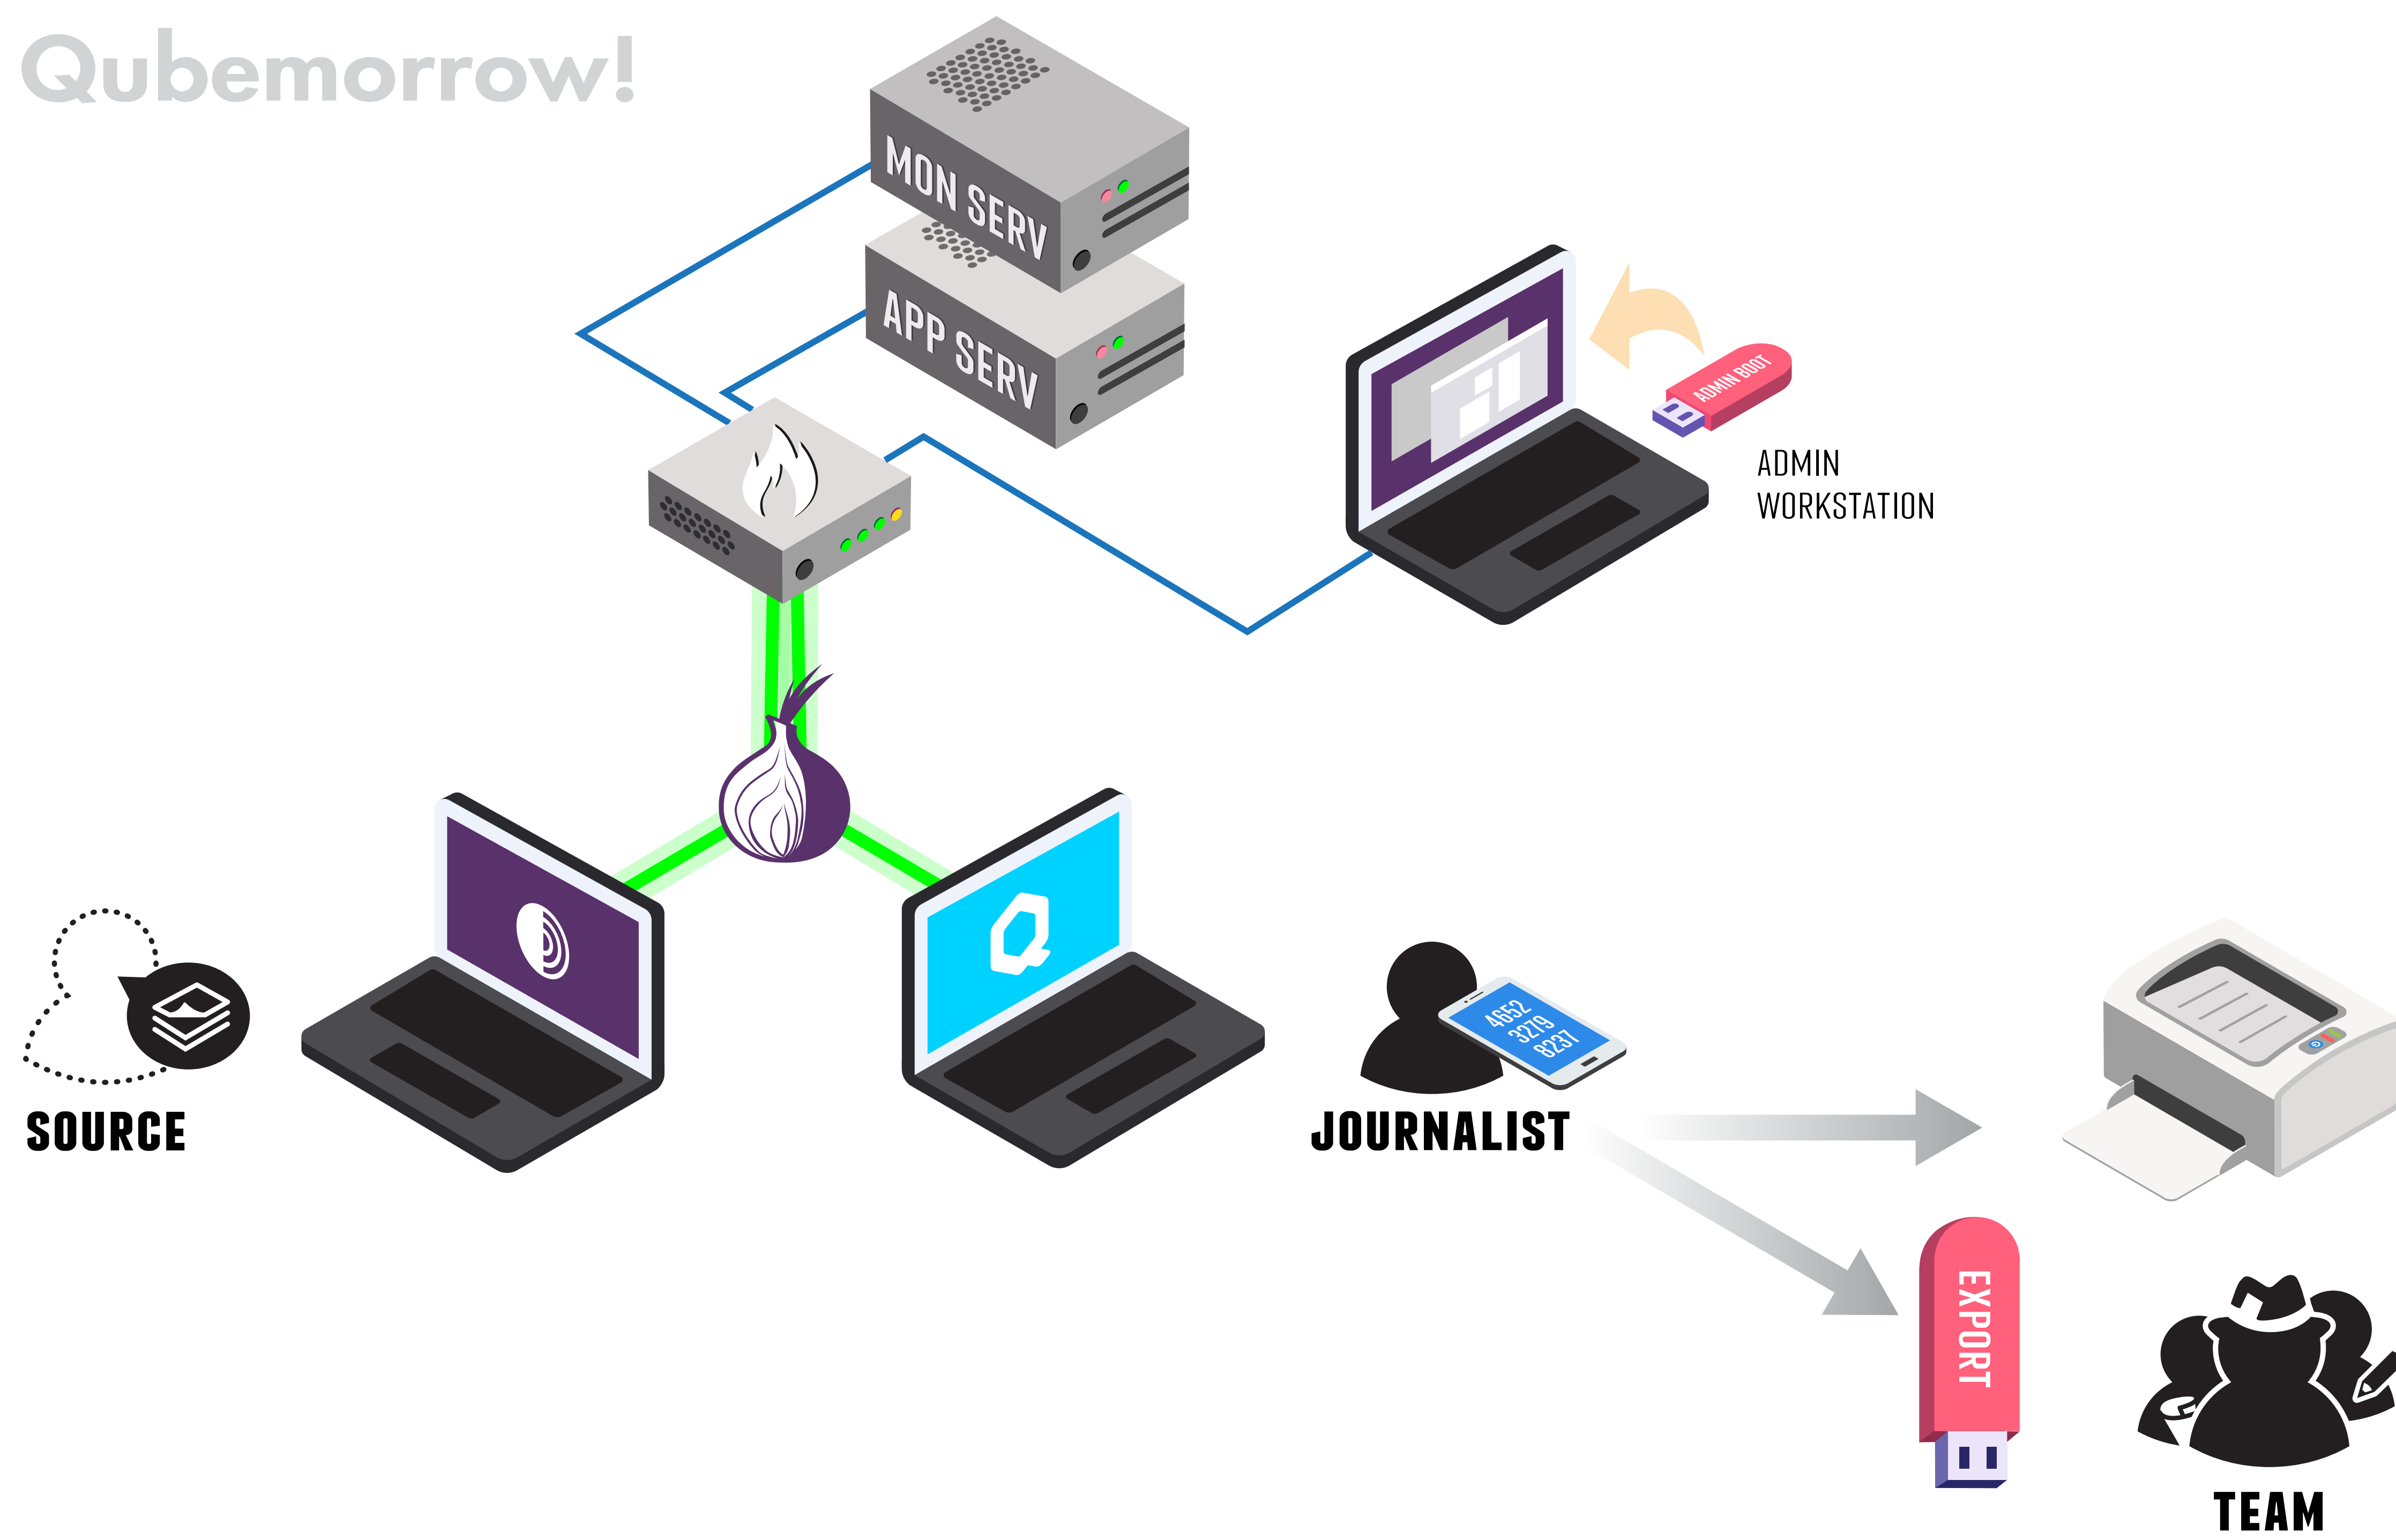 Qubemorrow!
MON SERV
APP SERV
ADMIN BOOT
ADMIN
WORKSTATION
SOURCE
4652
3279
8237
JOURNALIST
EXPORT
TEAM